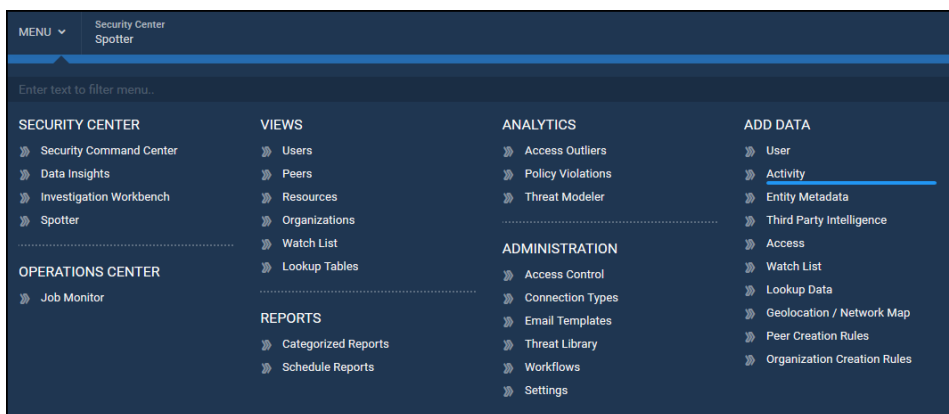 MENU
Security Center
Spotter
Enter text to filter menu..
SECURITY CENTER
Security Command Center
Data Insights
Investigation Workbench
Spotter
OPERATIONS CENTER
Job Monitor
VIEWS
Users
Peers
Resources
Organizations
Watch List
Lookup Tables
REPORTS
Categorized Reports
Schedule Reports
ANALYTICS
Access Outliers
Policy Violations
Threat Modeler
ADMINISTRATION
Access Control
Connection Types
Email Templates
Threat Library
Workflows
Settings
ADD DATA
User
Activity
Entity Metadata
Third Party Intelligence
Access
Watch List
Lookup Data
Geolocation / Network Map
Peer Creation Rules
Organization Creation Rules